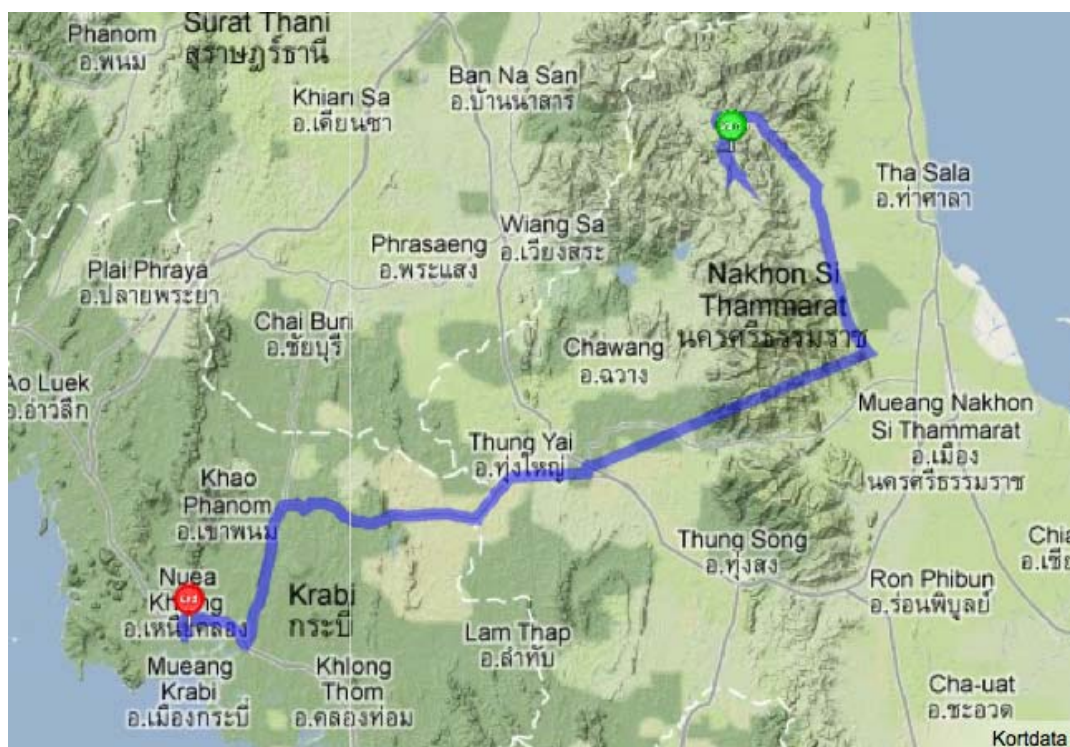 Surat Thani
สุราษฎร์ธานี
Phanom
อ.พนม
Ban Na San
อ.บ้านนาสาร
Khian Sa
อ.เคียนซา
Tha Sala
อ.ท่าศาลา
Wiang Sa
อ.เวียงสระ
Phrasaeng
อ.พระแสง
Plai Phraya
อ.ปลายพระยา
Nakhon Si
Thammarat
นครศรีธรรมราช
Chai Buri
อ.ชัยบุรี
Chawang
อ.ฉวาง
Ao Luek
อ.อ่าวลึก
Mueang Nakhon
Si Thammarat
อ.เมือง
นครศรีธรรมราช
Thung Yai
อ.ทุ่งใหญ่
Khao
Phanom
อ.เขาพนม
Thung Song
อ.ทุ่งสง
Nuea
อ.เหนือคลอง
Krabi
กระบี่
Ron Phibun
อ.ร่อนพิบูลย์
Lam Thap
อ.ลำทับ
Mueang
Krabi
อ.เมืองกระบี่
Khlong
Thom
อ.คลองท่อม
Cha-uat
อ.ชะอวด
Kortdata